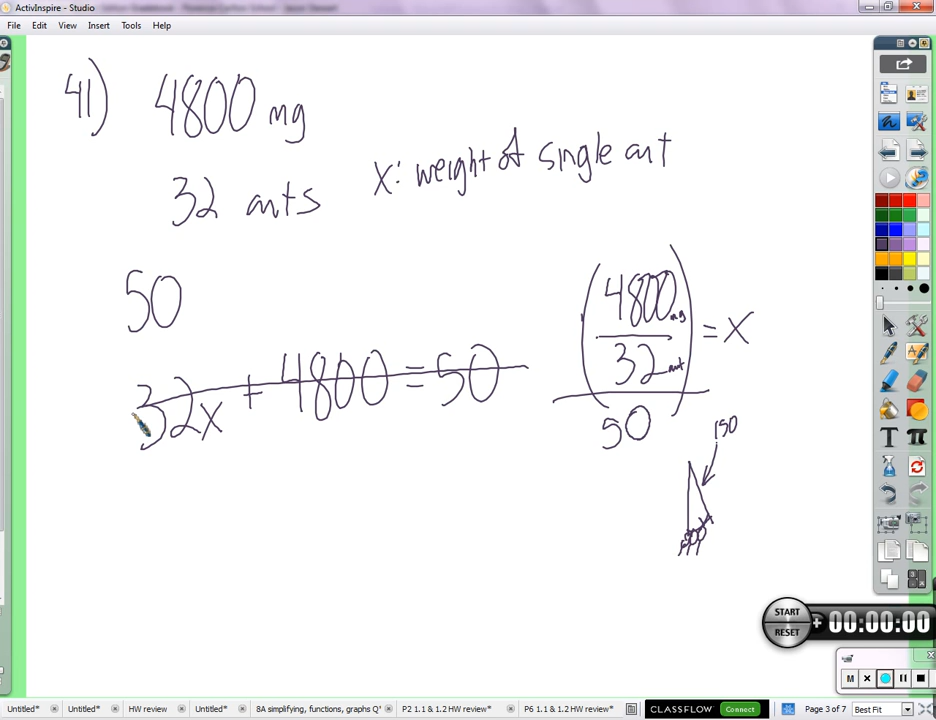 ActivInspire - Studio
File Edit View Insert Tools Help
41) 4800 mg
32 ants
x: weight of single ant
50
32x + 4800 = 50
4800 mg
32 ant
= x
50
150
START
RESET
+ 00:00:00
M
Untitled* Untitled* HW review Untitled* 8A simplifying, functions, graphs Q* P2 1.1 & 1.2 HW review* P6 1.1 & 1.2 HW review* CLASSFLOW Connect Page 3 of 7 Best Fit